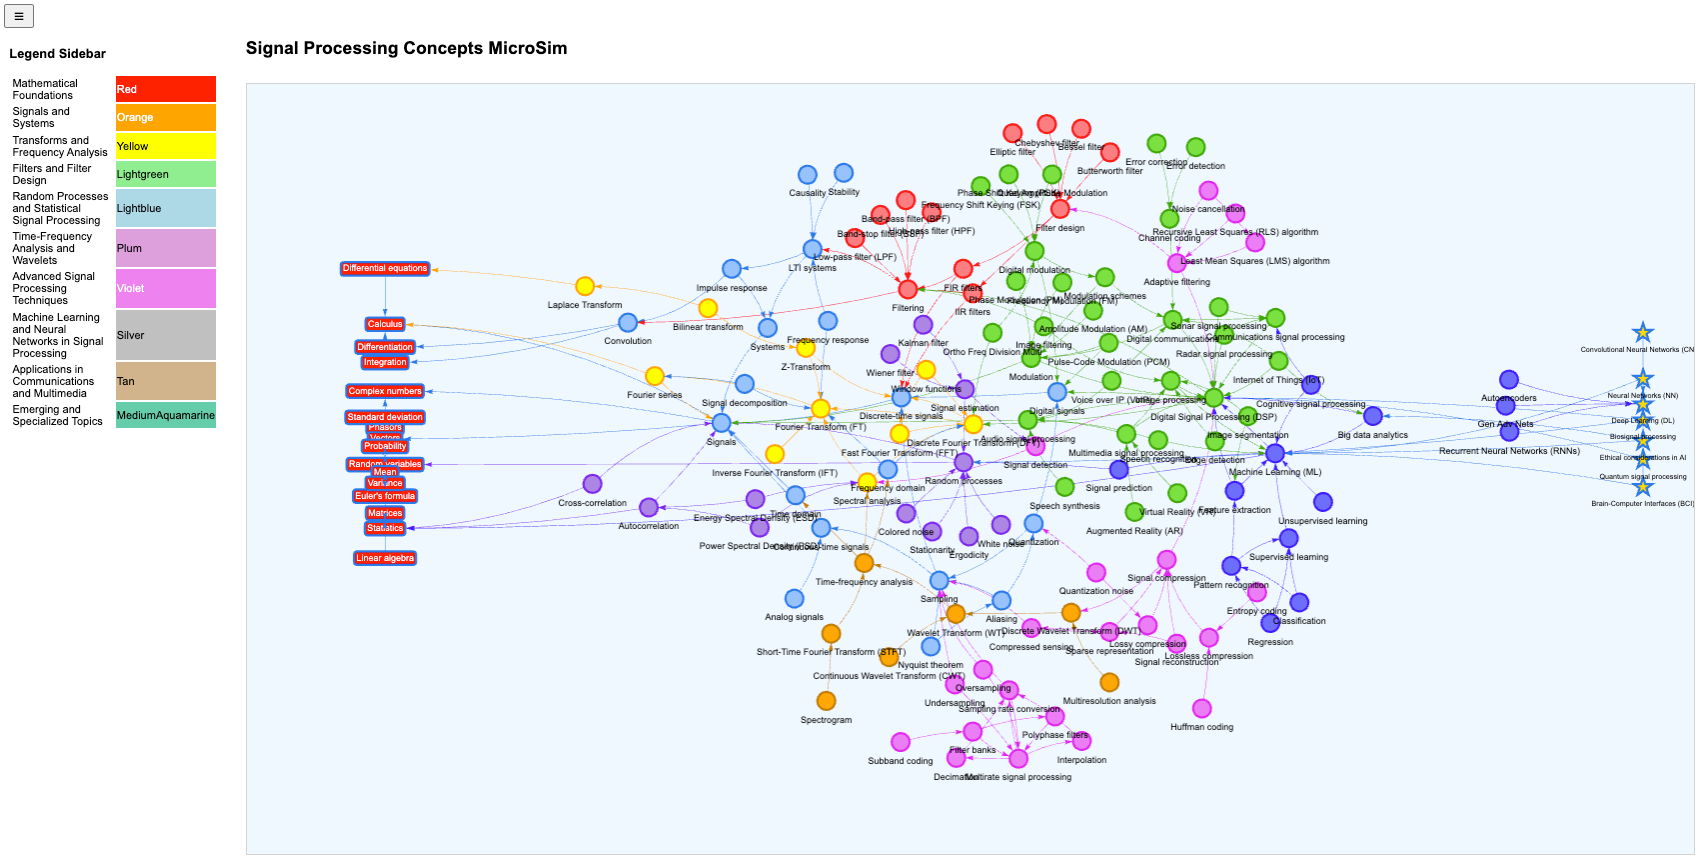 ☰
Signal Processing Concepts MicroSim
Legend Sidebar
Mathematical
Foundations
Red
Signals and
Systems
Orange
Transforms and
Frequency Analysis
Yellow
Filters and Filter
Design
Lightgreen
Random Processes
and Statistical
Signal Processing
Lightblue
Time-Frequency
Analysis and
Wavelets
Plum
Advanced Signal
Processing
Techniques
Violet
Machine Learning
and Neural
Networks in Signal
Processing
Silver
Applications in
Communications
and Multimedia
Tan
Emerging and
Specialized Topics
MediumAquamarine
Differential equations
Calculus
Differentiation
Integration
Complex numbers
Standard deviation
Phasors
Vectors
Probability
Random variables
Mean
Variance
Euler's formula
Matrices
Statistics
Linear algebra
Chebyshev filter
Elliptic filter
Bessel filter
Butterworth filter
Error correction
Error detection
Causality
Stability
Phase Shift Keying (PSK)
Modulation
Frequency Shift Keying (FSK)
Noise cancellation
Band-pass filter (BPF)
Band-stop filter (BSF)
High-pass filter (HPF)
Filter design
Recursive Least Squares (RLS) algorithm
Channel coding
Low-pass filter (LPF)
LTI systems
Least Mean Squares (LMS) algorithm
Digital modulation
Adaptive filtering
Impulse response
FIR filters
Laplace Transform
Phase Modulation (PM)
Frequency Modulation (FM)
Modulation schemes
Filtering
IIR filters
Bilinear transform
Convolution
Systems
Frequency response
Kalman filter
Image filtering
Amplitude Modulation (AM)
Digital communications
Sonar signal processing
Communications signal processing
Ortho Freq Division Mult
Radar signal processing
Z-Transform
Wiener filter
Pulse-Code Modulation (PCM)
Modulation
Internet of Things (IoT)
Convolutional Neural Networks (CN
Fourier series
Signal decomposition
Window functions
Voice over IP (VoIP)
Image processing
Cognitive signal processing
Autoencoders
Neural Networks (NN)
Signal estimation
Digital signals
Discrete-time signals
Digital Signal Processing (DSP)
Gen Adv Nets
Deep Learning (DL)
Signals
Fourier Transform (FT)
Image segmentation
Big data analytics
Discrete Fourier Transform (DFT)
Audio signal processing
Biosignal processing
Recurrent Neural Networks (RNNs)
Fast Fourier Transform (FFT)
Multimedia signal processing
Speech recognition
Edge detection
Ethical considerations in AI
Inverse Fourier Transform (IFT)
Signal detection
Machine Learning (ML)
Frequency domain
Random processes
Signal prediction
Quantum signal processing
Cross-correlation
Spectral analysis
Speech synthesis
Virtual Reality (VR)
Feature extraction
Brain-Computer Interfaces (BCI)
Autocorrelation
Energy Spectral Density (ESD)
Time domain
Colored noise
Augmented Reality (AR)
Unsupervised learning
Power Spectral Density (PSD)
Continuous-time signals
Stationarity
Ergodicity
White noise
Quantization
Supervised learning
Time-frequency analysis
Signal compression
Pattern recognition
Sampling
Quantization noise
Analog signals
Aliasing
Entropy coding
Classification
Wavelet Transform (WT)
Discrete Wavelet Transform (DWT)
Compressed sensing
Sparse representation
Lossy compression
Regression
Short-Time Fourier Transform (STFT)
Nyquist theorem
Signal reconstruction
Lossless compression
Continuous Wavelet Transform (CWT)
Oversampling
Undersampling
Multiresolution analysis
Sampling rate conversion
Spectrogram
Huffman coding
Polyphase filters
Filter banks
Subband coding
Interpolation
Decimation
Multirate signal processing